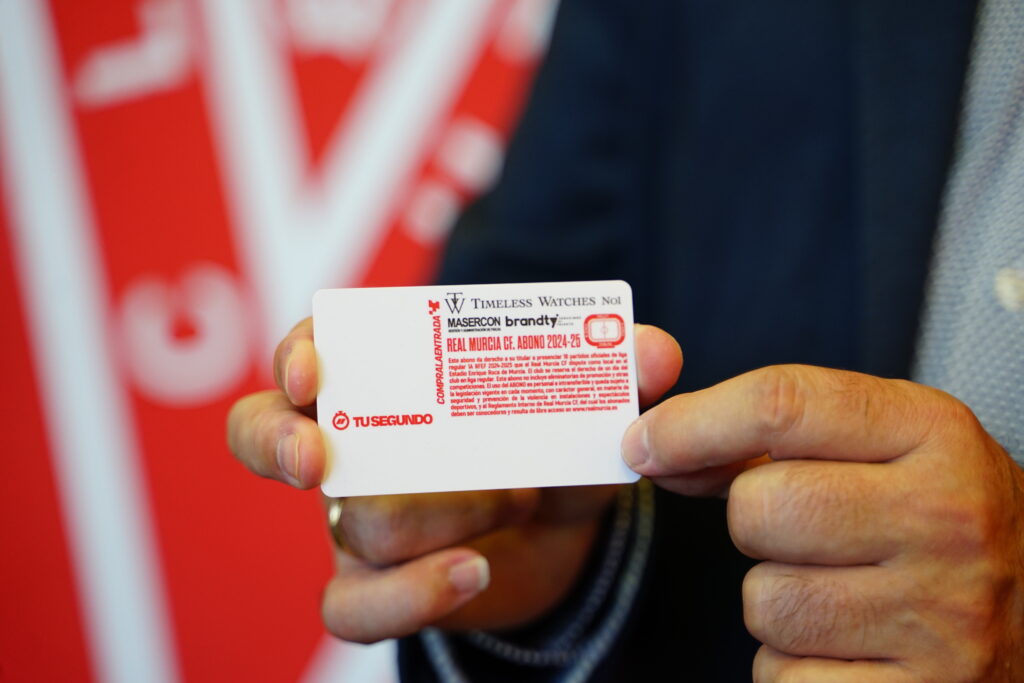 TIMELESS WATCHES No1
MASERCON brandty
COMPRALAENTRADA
REAL MURCIA CF. ABONO 2024-25
Este abono da derecho a su titular a presenciar 18 partidos oficiales de liga
regular 1A RFEF 2024-2025 que el Real Murcia CF dispute como local en el
Estadio Enrique Roca de Murcia. El club se reserva el derecho de un día del
club en liga regular. Este abono no incluye eliminatorias de promoción y otras
competiciones. El uso del ABONO es personal e intransferible y queda sujeto a
la legislación vigente en cada momento, con carácter general, en materia de
seguridad y prevención de la violencia en instalaciones y espectáculos
deportivos, y al Reglamento Interno de Real Murcia CF. del cual los abonados
deben ser conocedores y resulta de libre acceso en www.realmurcia.es
TU SEGUNDO